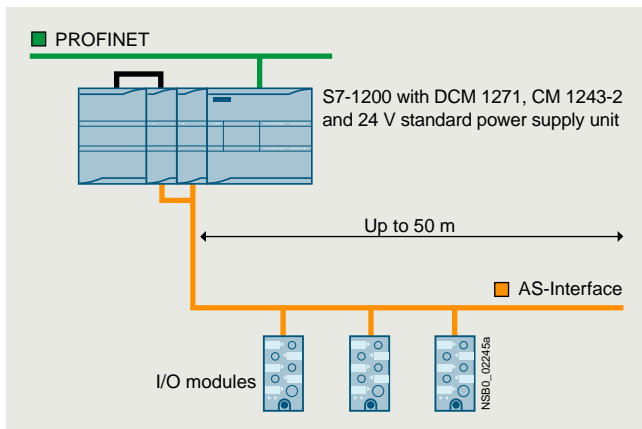 PROFINET
S7-1200 with DCM 1271, CM 1243-2
and 24 V standard power supply unit
Up to 50 m
AS-Interface
I/O modules
NSB0_02245a